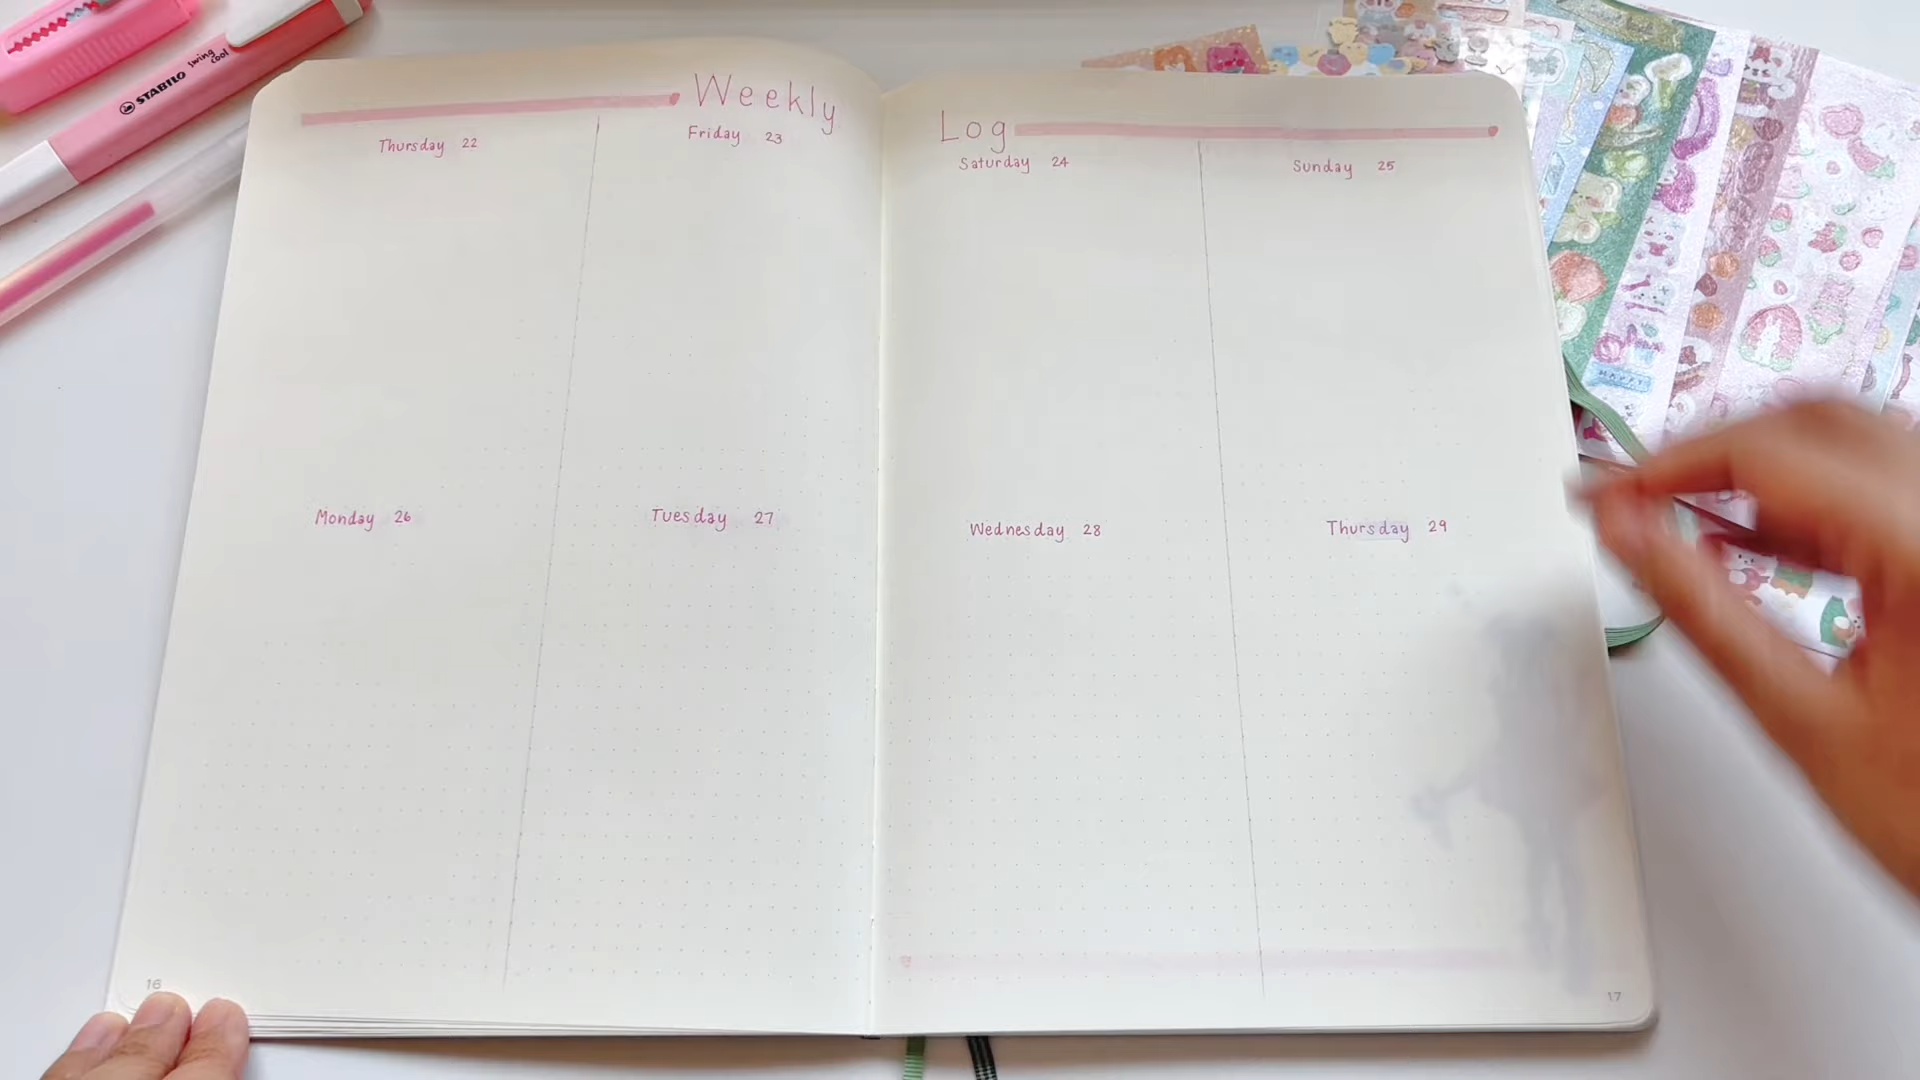 STABILO swing cool
Weekly Log
Thursday 22
Friday 23
Saturday 24
Sunday 25
Monday 26
Tuesday 27
Wednesday 28
Thursday 29
HAPPY
16
17